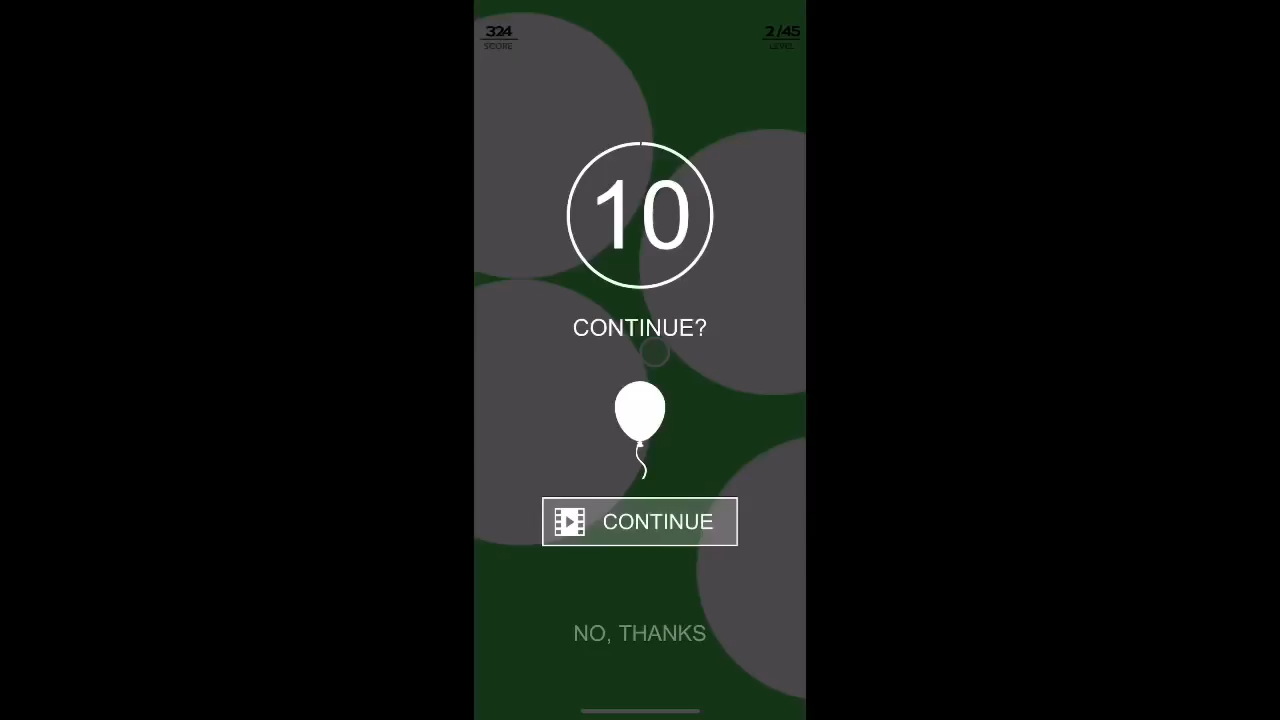 324
2/45
SCORE
LEVEL
10
CONTINUE?
CONTINUE
NO, THANKS